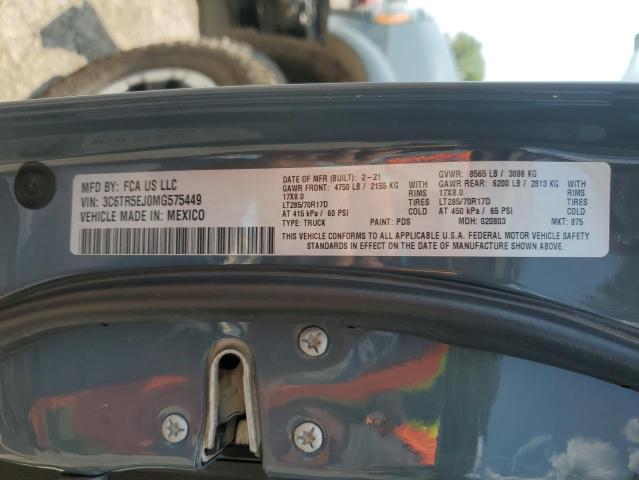 MFD BY: FCA US LLC
VIN: 3C6TR5EJ0MG575449
VEHICLE MADE IN: MEXICO
DATE OF MFR (BUILT): 2-21 GVWR: 8565 LB / 3886 KG
GAWR FRONT: 4750 LB / 2155 KG GAWR REAR: 6200 LB / 2813 KG
17X8.0 RIMS 17X8.0 RIMS
LT285/70R17D TIRES LT285/70R17D TIRES
AT 415 kPa / 60 PSI AT 450 kPa / 65 PSI
TYPE: TRUCK PAINT: PDS MDH: 020803 MKT: 875
THIS VEHICLE CONFORMS TO ALL APPLICABLE U.S.A. FEDERAL MOTOR VEHICLE SAFETY
STANDARDS IN EFFECT ON THE DATE OF MANUFACTURE SHOWN ABOVE.